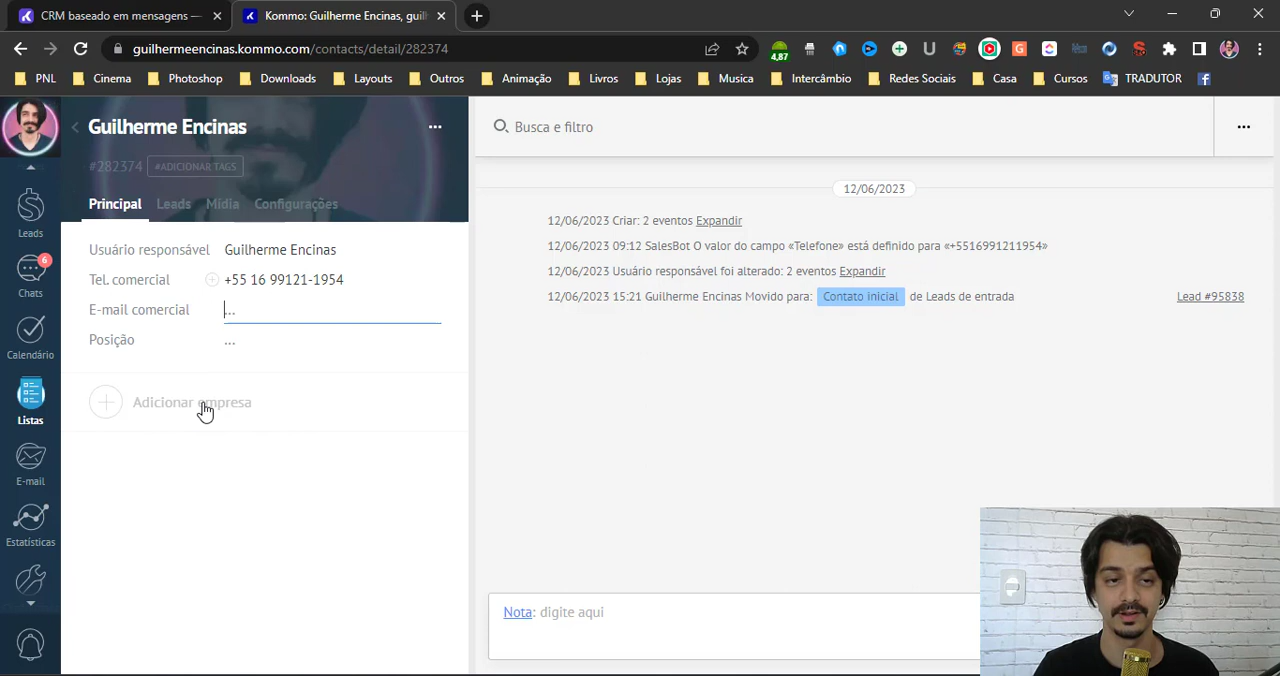 CRM baseado em mensagens —
Kommo: Guilherme Encinas, guil
guilhermeencinas.kommo.com/contacts/detail/282374
4,87
PNL
Cinema
Photoshop
Downloads
Layouts
Outros
Animação
Livros
Lojas
Musica
Intercâmbio
Redes Sociais
Casa
Cursos
TRADUTOR
Guilherme Encinas
#282374
#ADICIONAR TAGS
Principal
Leads
Mídia
Configurações
Usuário responsável
Guilherme Encinas
Tel. comercial
+55 16 99121-1954
E-mail comercial
...
Posição
...
Adicionar empresa
Leads
6
Chats
Calendário
Listas
E-mail
Estatísticas
Busca e filtro
12/06/2023
12/06/2023 Criar: 2 eventos Expandir
12/06/2023 09:12 SalesBot O valor do campo «Telefone» está definido para «+5516991211954»
12/06/2023 Usuário responsável foi alterado: 2 eventos Expandir
12/06/2023 15:21 Guilherme Encinas Movido para: Contato inicial de Leads de entrada
Lead #95838
Nota: digite aqui